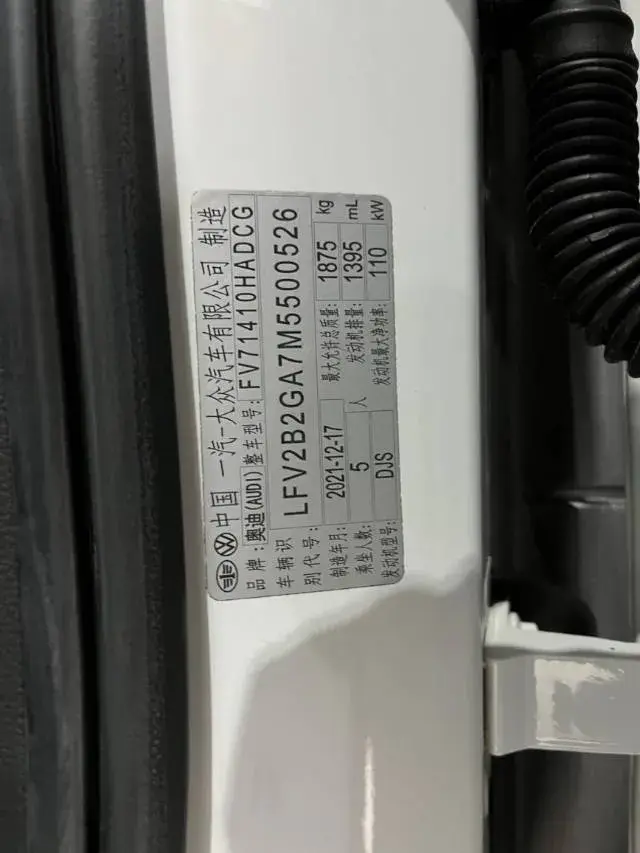 中国 一汽-大众汽车有限公司 制造
品牌:奥迪(AUDI) 整车型号:FV71410HADCG
车辆识别代号: LFV2B2GA7M5500526
制造年月: 2021-12-17 最大允许总质量: 1875 kg
乘坐人数: 5 人 发动机排量: 1395 mL
发动机型号: DJS 发动机最大净功率: 110 kW